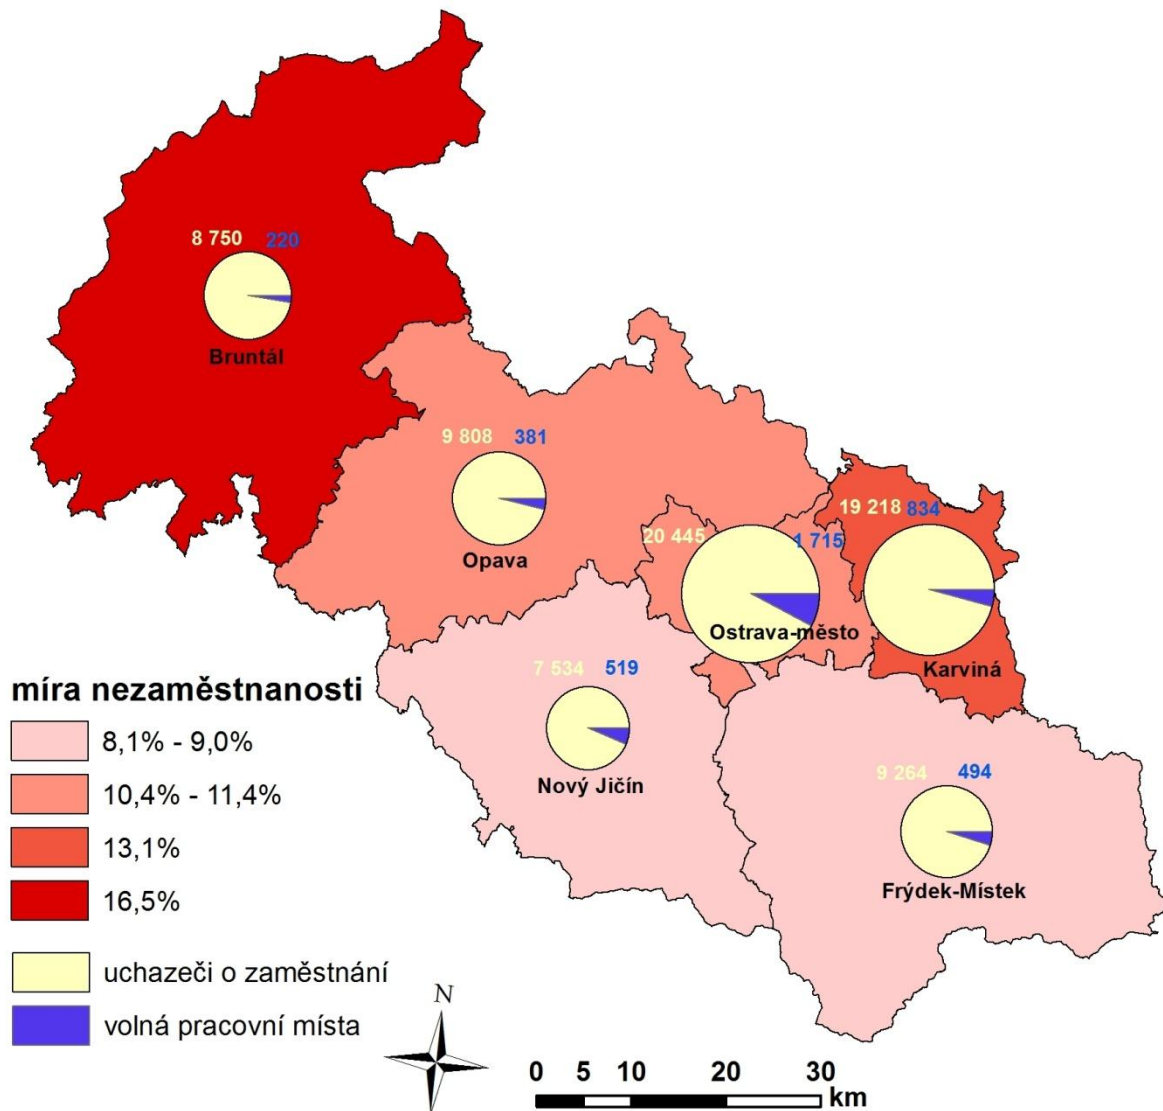 8 750 220
Bruntál
9 808 381
Opava
20 445 1 715
Ostrava-město
19 218 834
Karviná
7 534 519
Nový Jičín
9 264 494
Frýdek-Místek
míra nezaměstnanosti
8,1% - 9,0%
10,4% - 11,4%
13,1%
16,5%
uchazeči o zaměstnání
volná pracovní místa
N
0 5 10 20 30
km